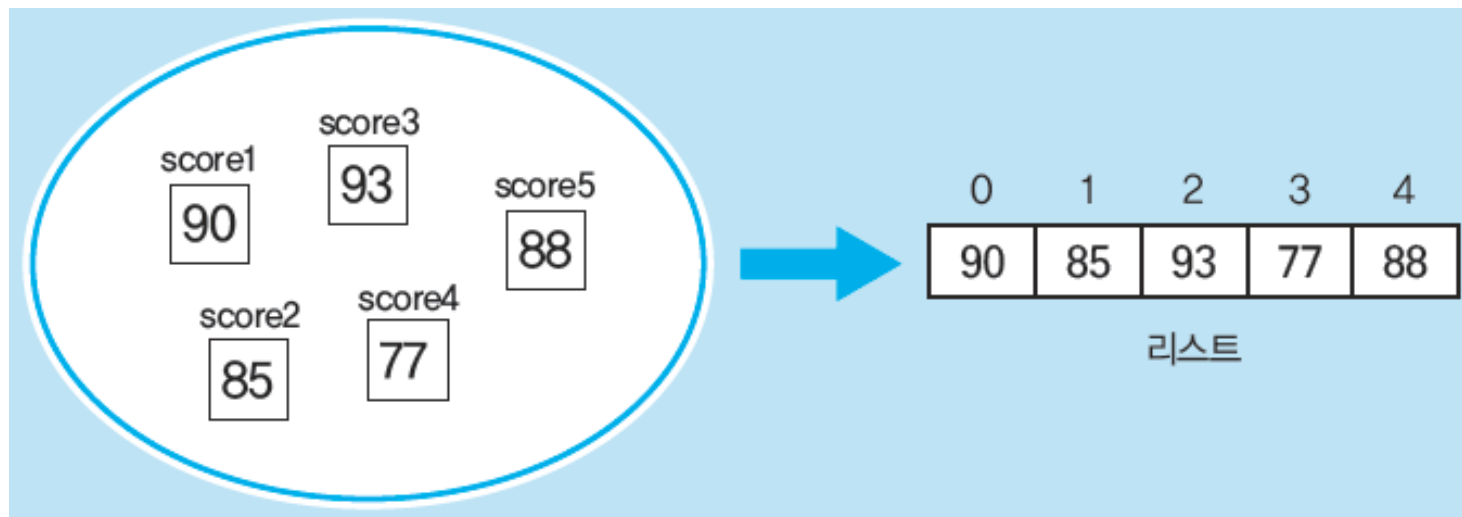 score1
90
score2
85
score3
93
score4
77
score5
88
0 1 2 3 4
90 85 93 77 88
리스트